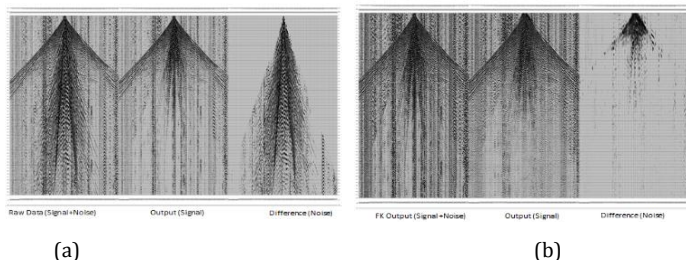 Raw Data (Signal+Noise) Output (Signal) Difference (Noise) FK Output (Signal+Noise) Output (Signal) Difference (Noise)
(a) (b)